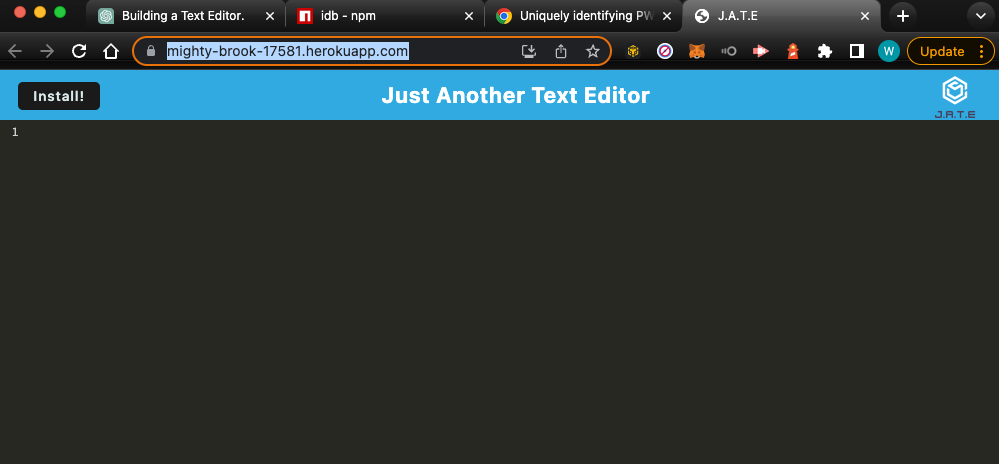 Building a Text Editor.
idb - npm
Uniquely identifying PW
J.A.T.E
mighty-brook-17581.herokuapp.com
W
Update
Install!
Just Another Text Editor
J.A.T.E
1